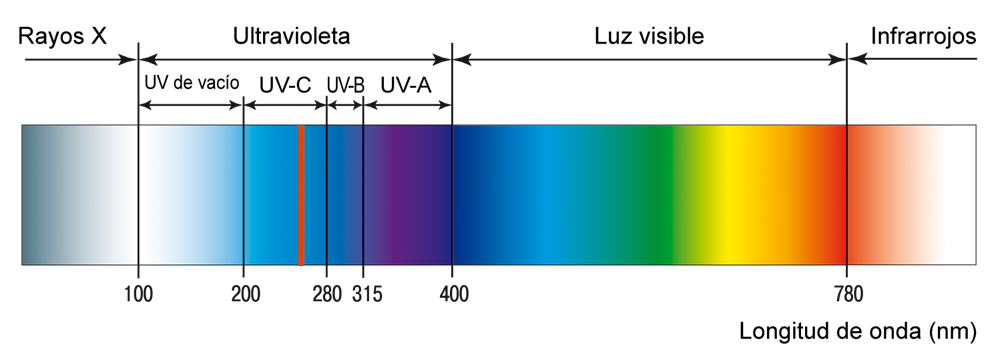 Rayos X Ultravioleta Luz visible Infrarrojos
UV de vacío UV-C UV-B UV-A
100 200 280 315 400 780
Longitud de onda (nm)